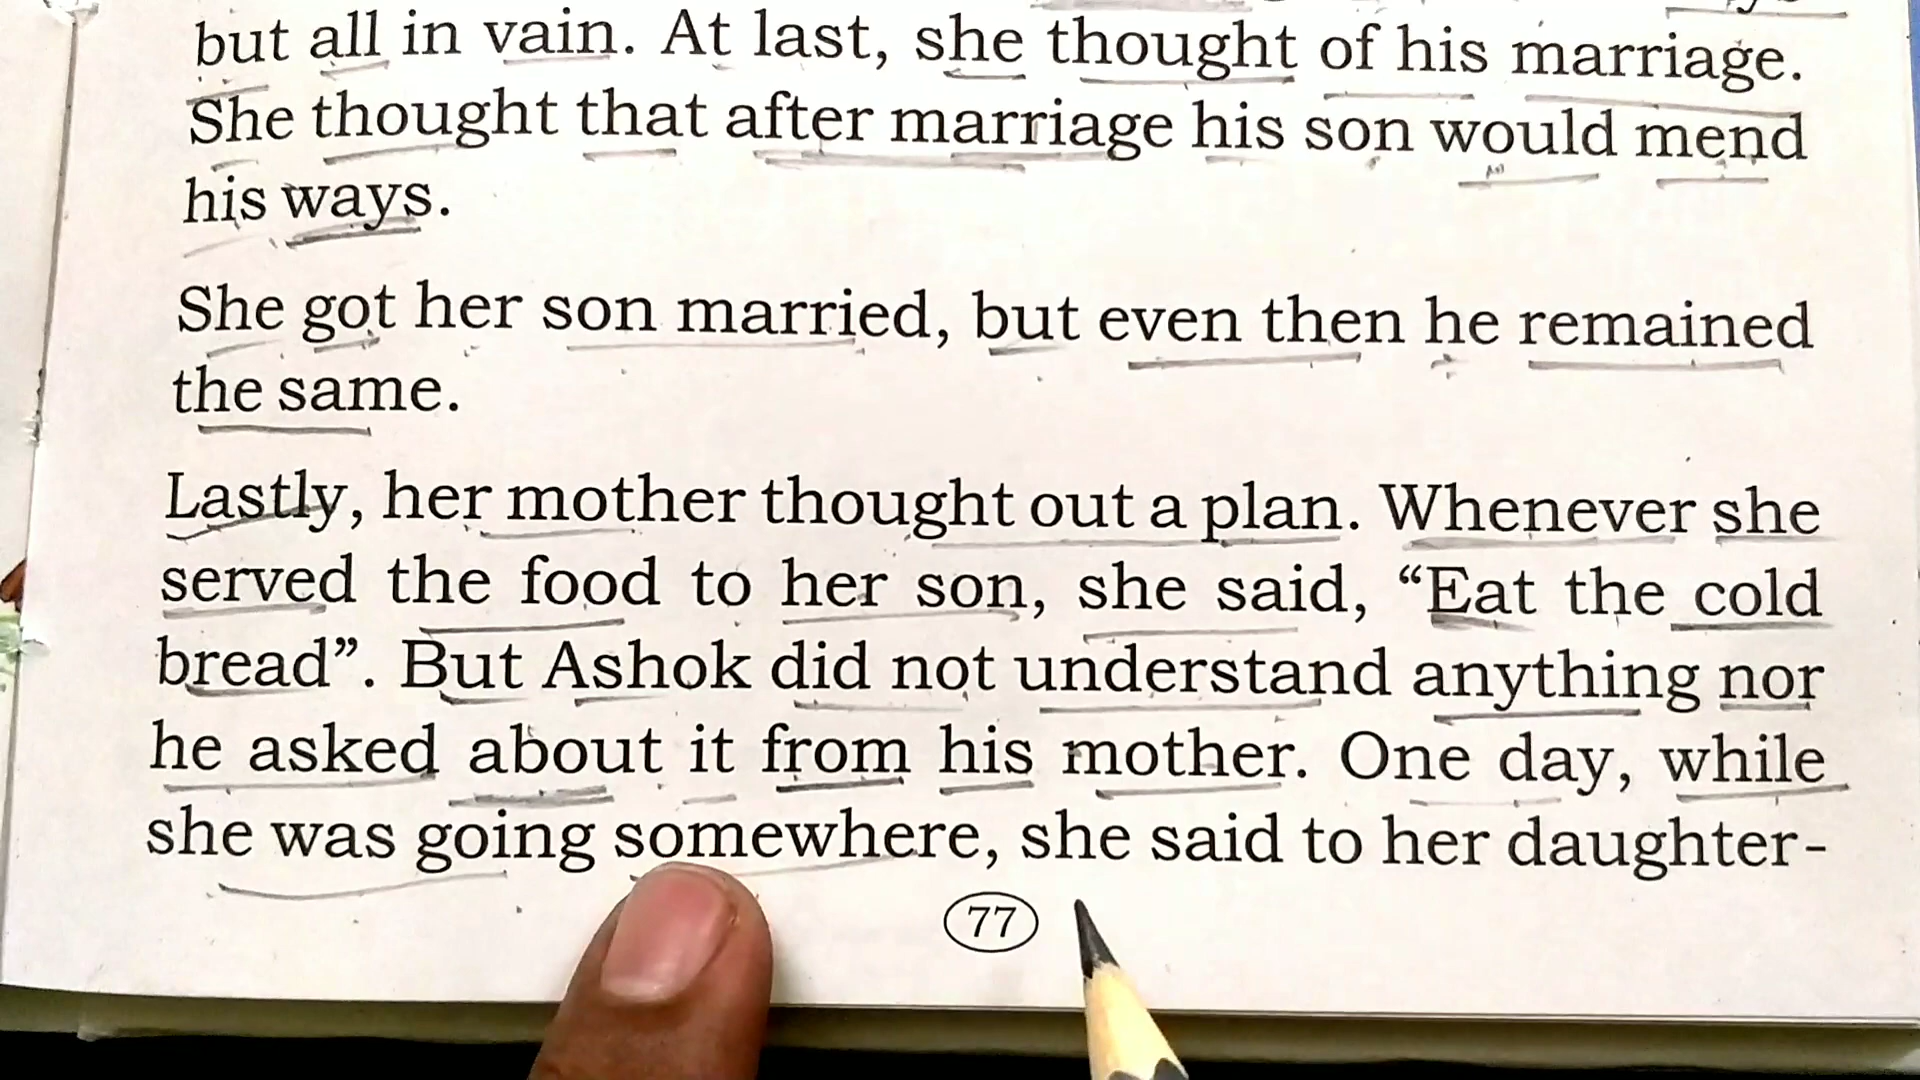 but all in vain. At last, she thought of his marriage.
She thought that after marriage his son would mend
his ways.
She got her son married, but even then he remained
the same.
Lastly, her mother thought out a plan. Whenever she
served the food to her son, she said, “Eat the cold
bread”. But Ashok did not understand anything nor
he asked about it from his mother. One day, while
she was going somewhere, she said to her daughter-
77